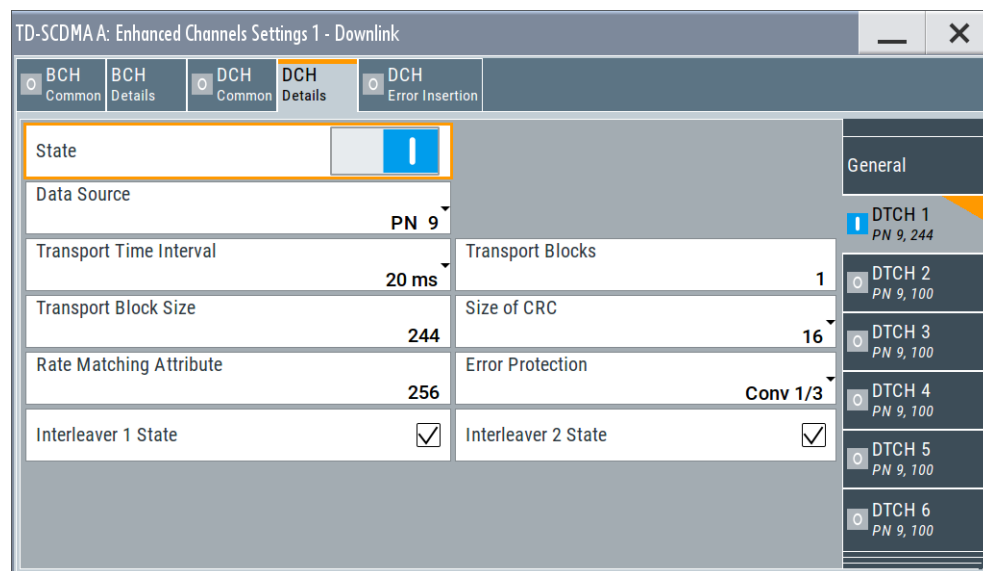 TD-SCDMA A: Enhanced Channels Settings 1 - Downlink
O BCH Common
BCH Details
O DCH Common
DCH Details
O DCH Error Insertion
State
Data Source
PN 9
Transport Time Interval
20 ms
Transport Blocks
1
Transport Block Size
244
Size of CRC
16
Rate Matching Attribute
256
Error Protection
Conv 1/3
Interleaver 1 State
Interleaver 2 State
General
DTCH 1
PN 9, 244
O DTCH 2
PN 9, 100
O DTCH 3
PN 9, 100
O DTCH 4
PN 9, 100
O DTCH 5
PN 9, 100
O DTCH 6
PN 9, 100